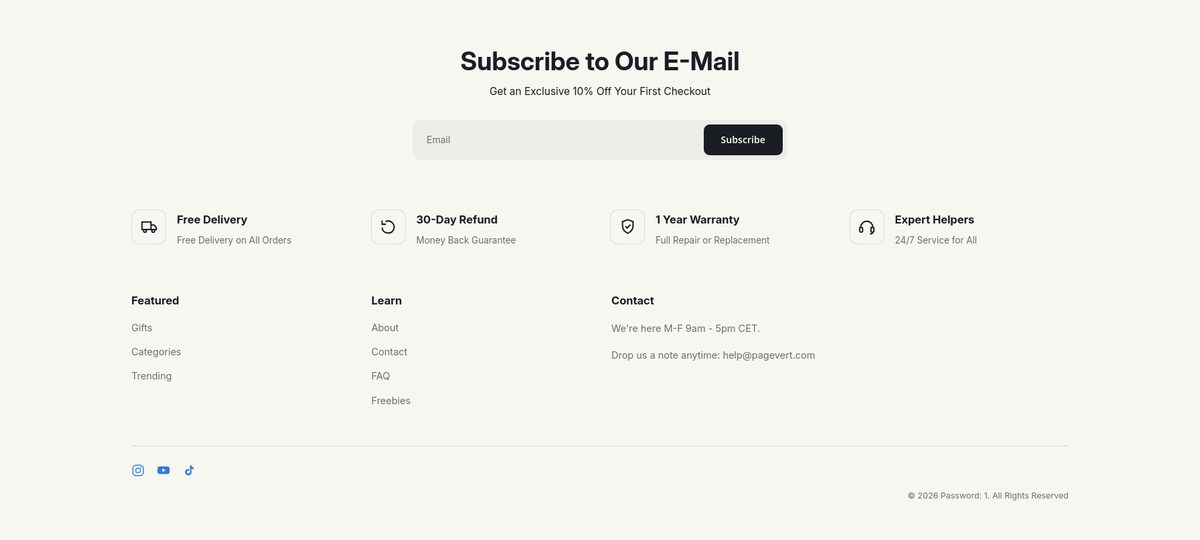 Subscribe to Our E-Mail
Get an Exclusive 10% Off Your First Checkout
Email
Subscribe
Free Delivery
Free Delivery on All Orders
30-Day Refund
Money Back Guarantee
1 Year Warranty
Full Repair or Replacement
Expert Helpers
24/7 Service for All
Featured
Gifts
Categories
Trending
Learn
About
Contact
FAQ
Freebies
Contact
We're here M-F 9am - 5pm CET.
Drop us a note anytime: help@pagevert.com
© 2026 Password: 1. All Rights Reserved